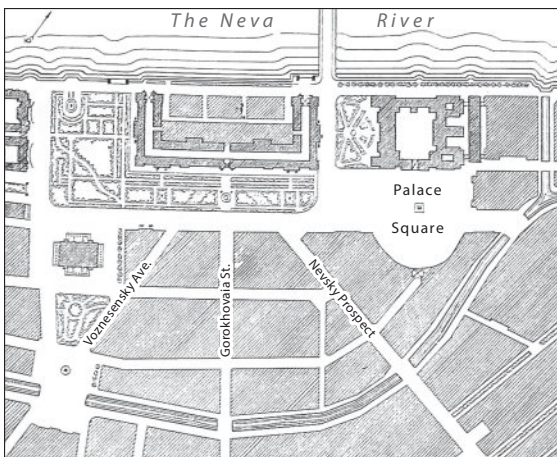 The Neva River
Palace
Square
Voznesensky Ave.
Gorokhovaia St.
Nevsky Prospect